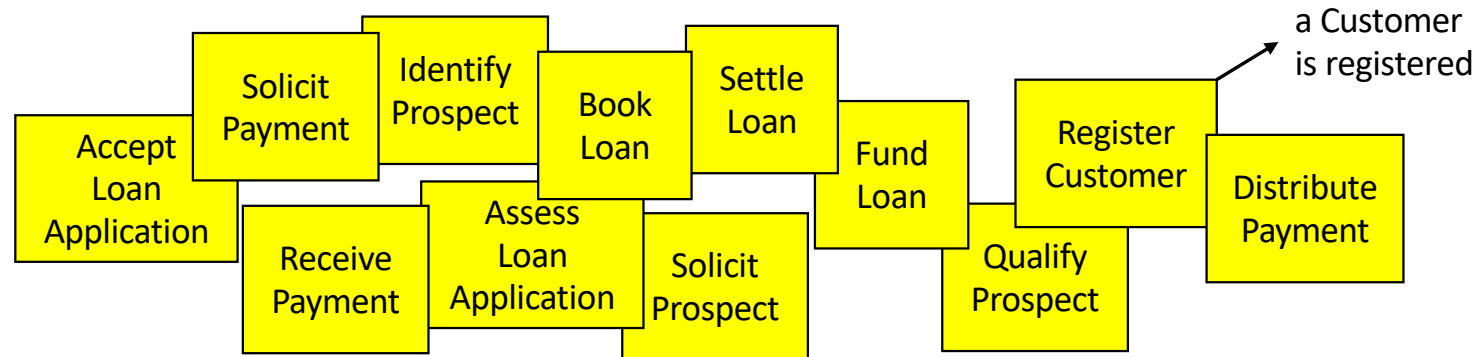 Accept
Loan
Application
Solicit
Payment
Identify
Prospect
Book
Loan
Settle
Loan
Fund
Loan
Register
Customer
a Customer
is registered
Distribute
Payment
Receive
Payment
Assess
Loan
Application
Solicit
Prospect
Qualify
Prospect